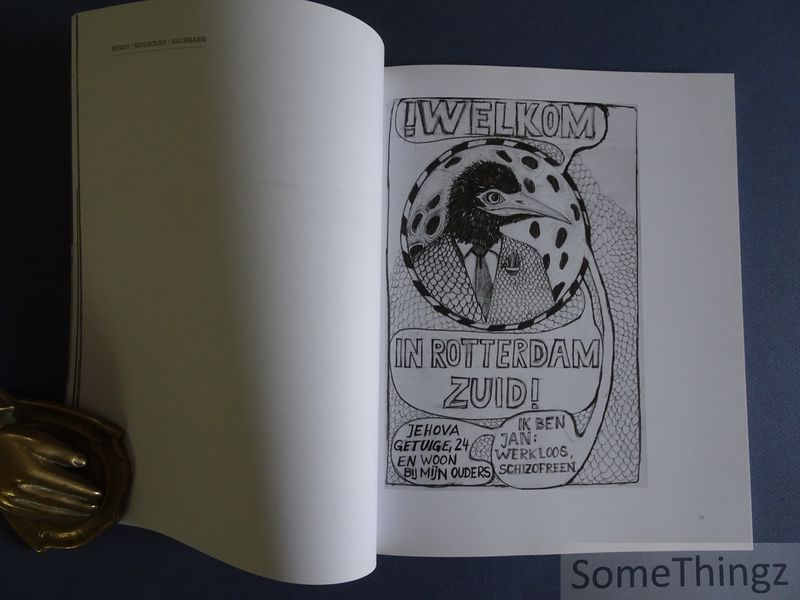 BUREN | NEIGBOURS | NACHBARN
!WELKOM
IN ROTTERDAM
ZUID!
IK BEN
JAN:
WERKLOOS,
SCHIZOFREEN,
JEHOVA
GETUIGE, 24
EN WOON
BIJ MIJN OUDERS
SomeThingz